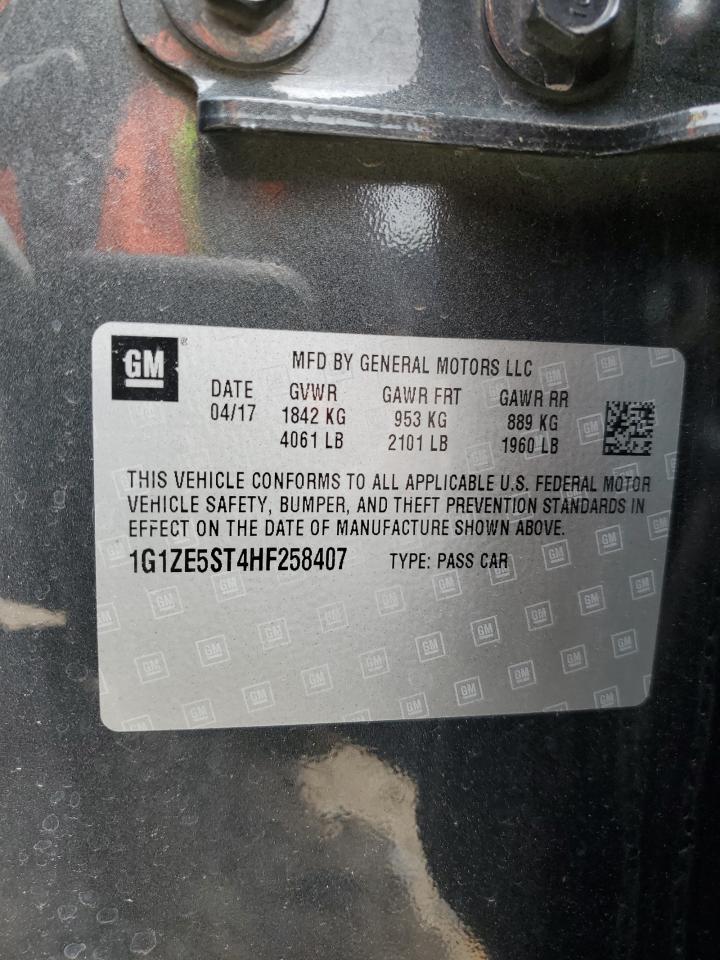 GM ®
MFD BY GENERAL MOTORS LLC
DATE GVWR GAWR FRT GAWR RR
04/17 1842 KG 953 KG 889 KG
4061 LB 2101 LB 1960 LB
THIS VEHICLE CONFORMS TO ALL APPLICABLE U.S. FEDERAL MOTOR
VEHICLE SAFETY, BUMPER, AND THEFT PREVENTION STANDARDS IN
EFFECT ON THE DATE OF MANUFACTURE SHOWN ABOVE.
1G1ZE5ST4HF258407 TYPE: PASS CAR